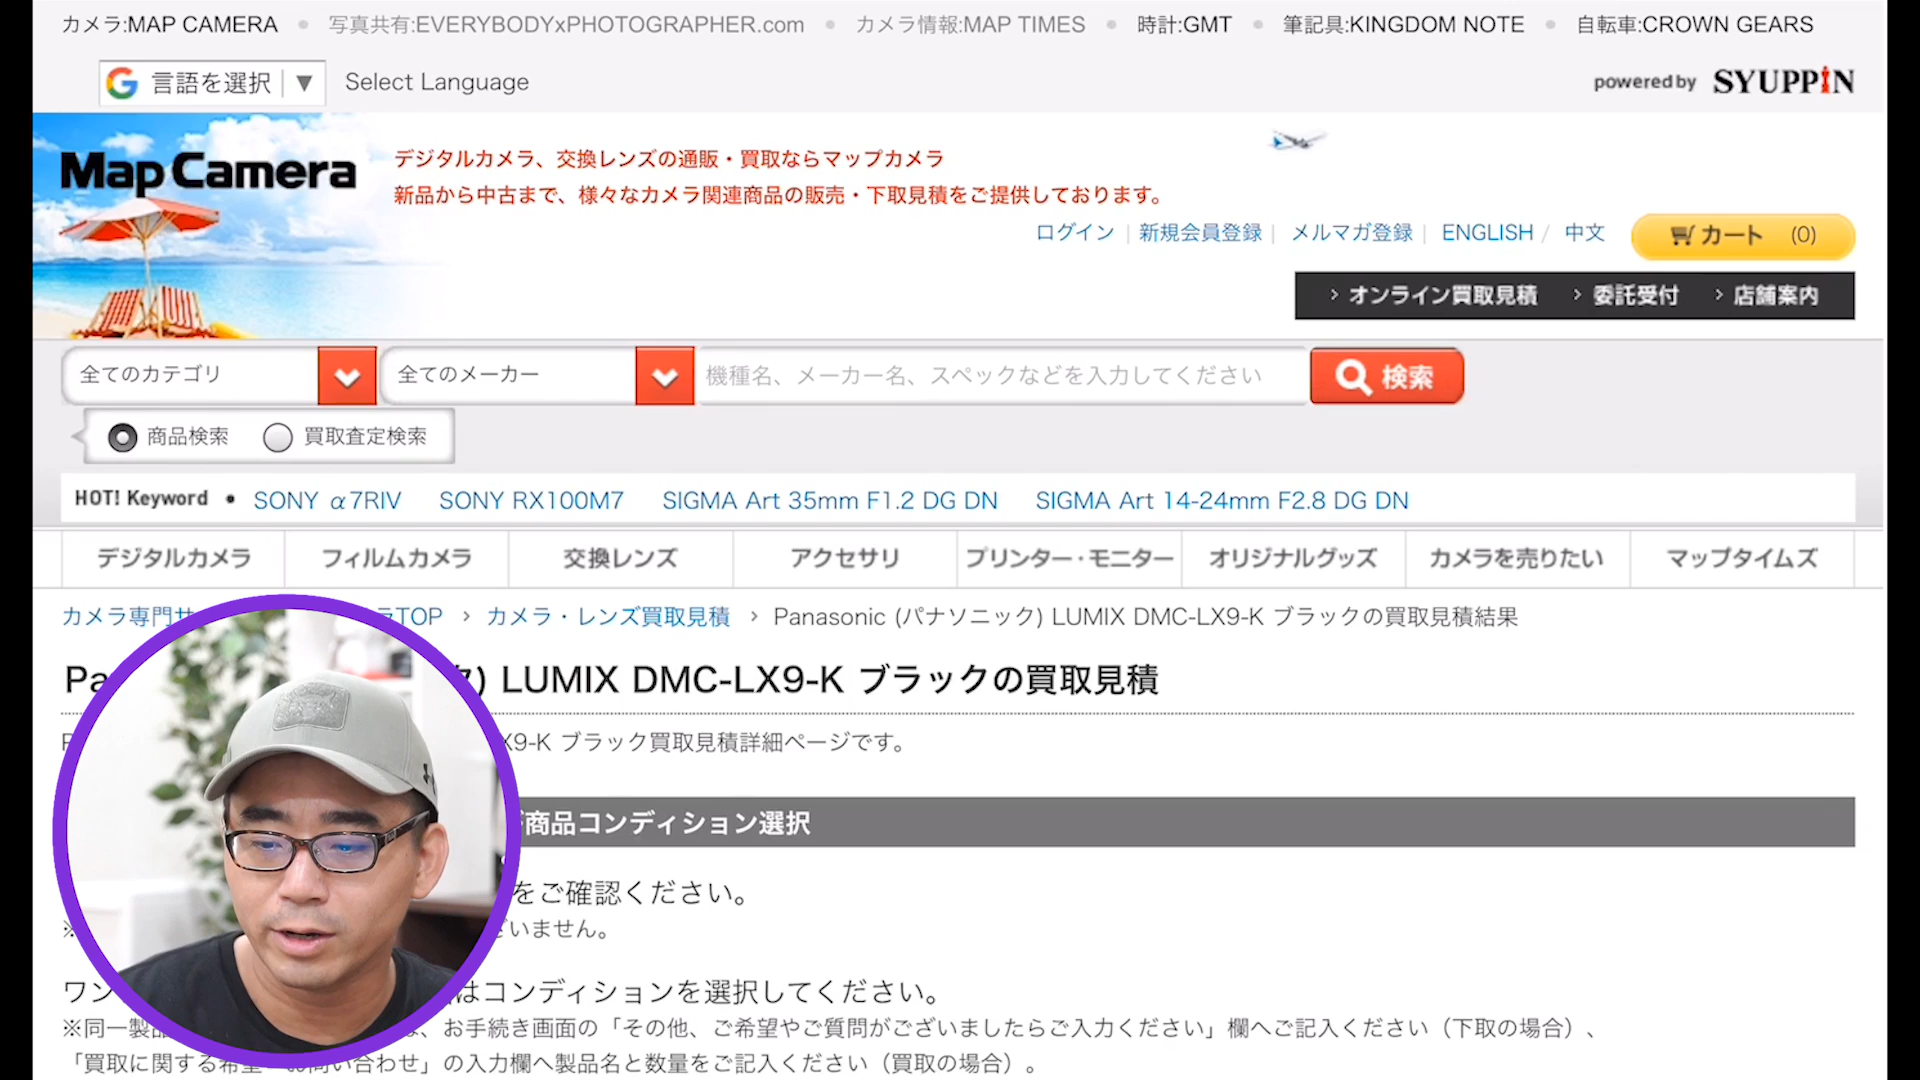 カメラ:MAP CAMERA ● 写真共有:EVERYBODYxPHOTOGRAPHER.com ● カメラ情報:MAP TIMES ● 時計:GMT ● 筆記具:KINGDOM NOTE ● 自転車:CROWN GEARS
言語を選択 ▼ Select Language powered by SYUPPIN
Map Camera
デジタルカメラ、交換レンズの通販・買取ならマップカメラ
新品から中古まで、様々なカメラ関連商品の販売・下取見積をご提供しております。
ログイン | 新規会員登録 | メルマガ登録 | ENGLISH / 中文 カート (0)
› オンライン買取見積 › 委託受付 › 店舗案内
全てのカテゴリ 全てのメーカー 機種名、メーカー名、スペックなどを入力してください 検索
商品検索 買取査定検索
HOT! Keyword • SONY α7RIV SONY RX100M7 SIGMA Art 35mm F1.2 DG DN SIGMA Art 14-24mm F2.8 DG DN
デジタルカメラ フィルムカメラ 交換レンズ アクセサリ プリンター・モニター オリジナルグッズ カメラを売りたい マップタイムズ
カメラ専門 TOP › カメラ・レンズ買取見積 › Panasonic (パナソニック) LUMIX DMC-LX9-K ブラックの買取見積結果
Pa ク) LUMIX DMC-LX9-K ブラックの買取見積
X9-K ブラック買取見積詳細ページです。
商品コンディション選択
をご確認ください。
※ いません。
ワン はコンディションを選択してください。
※同一製品 、お手続き画面の「その他、ご希望やご質問がございましたらご入力ください」欄へご記入ください（下取の場合）、
「買取に関する希望 お問い合わせ」の入力欄へ製品名と数量をご記入ください（買取の場合）。